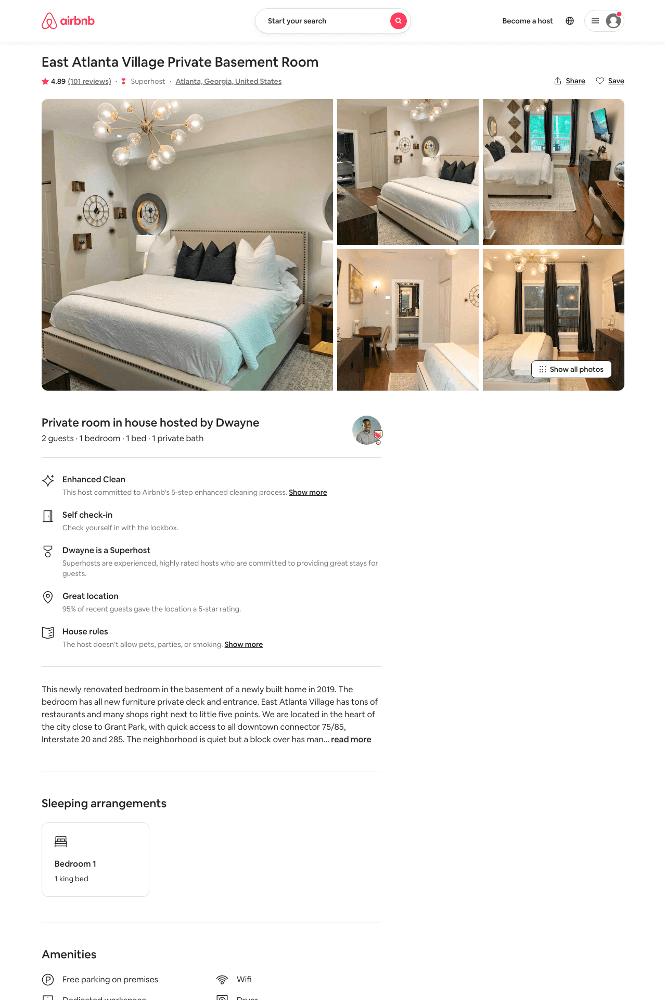 airbnb
Start your search
Become a host
East Atlanta Village Private Basement Room
4.89 (101 reviews) · Superhost · Atlanta, Georgia, United States
Share
Save
Show all photos
Private room in house hosted by Dwayne
2 guests · 1 bedroom · 1 bed · 1 private bath
Enhanced Clean
This host committed to Airbnb's 5-step enhanced cleaning process. Show more
Self check-in
Check yourself in with the lockbox.
Dwayne is a Superhost
Superhosts are experienced, highly rated hosts who are committed to providing great stays for
guests.
Great location
95% of recent guests gave the location a 5-star rating.
House rules
The host doesn’t allow pets, parties, or smoking. Show more
This newly renovated bedroom in the basement of a newly built home in 2019. The
bedroom has all new furniture private deck and entrance. East Atlanta Village has tons of
restaurants and many shops right next to little five points. We are located in the heart of
the city close to Grant Park, with quick access to all downtown connector 75/85,
Interstate 20 and 285. The neighborhood is quiet but a block over has man... read more
Sleeping arrangements
Bedroom 1
1 king bed
Amenities
Free parking on premises
Wifi
Dedicated workspace
Dryer